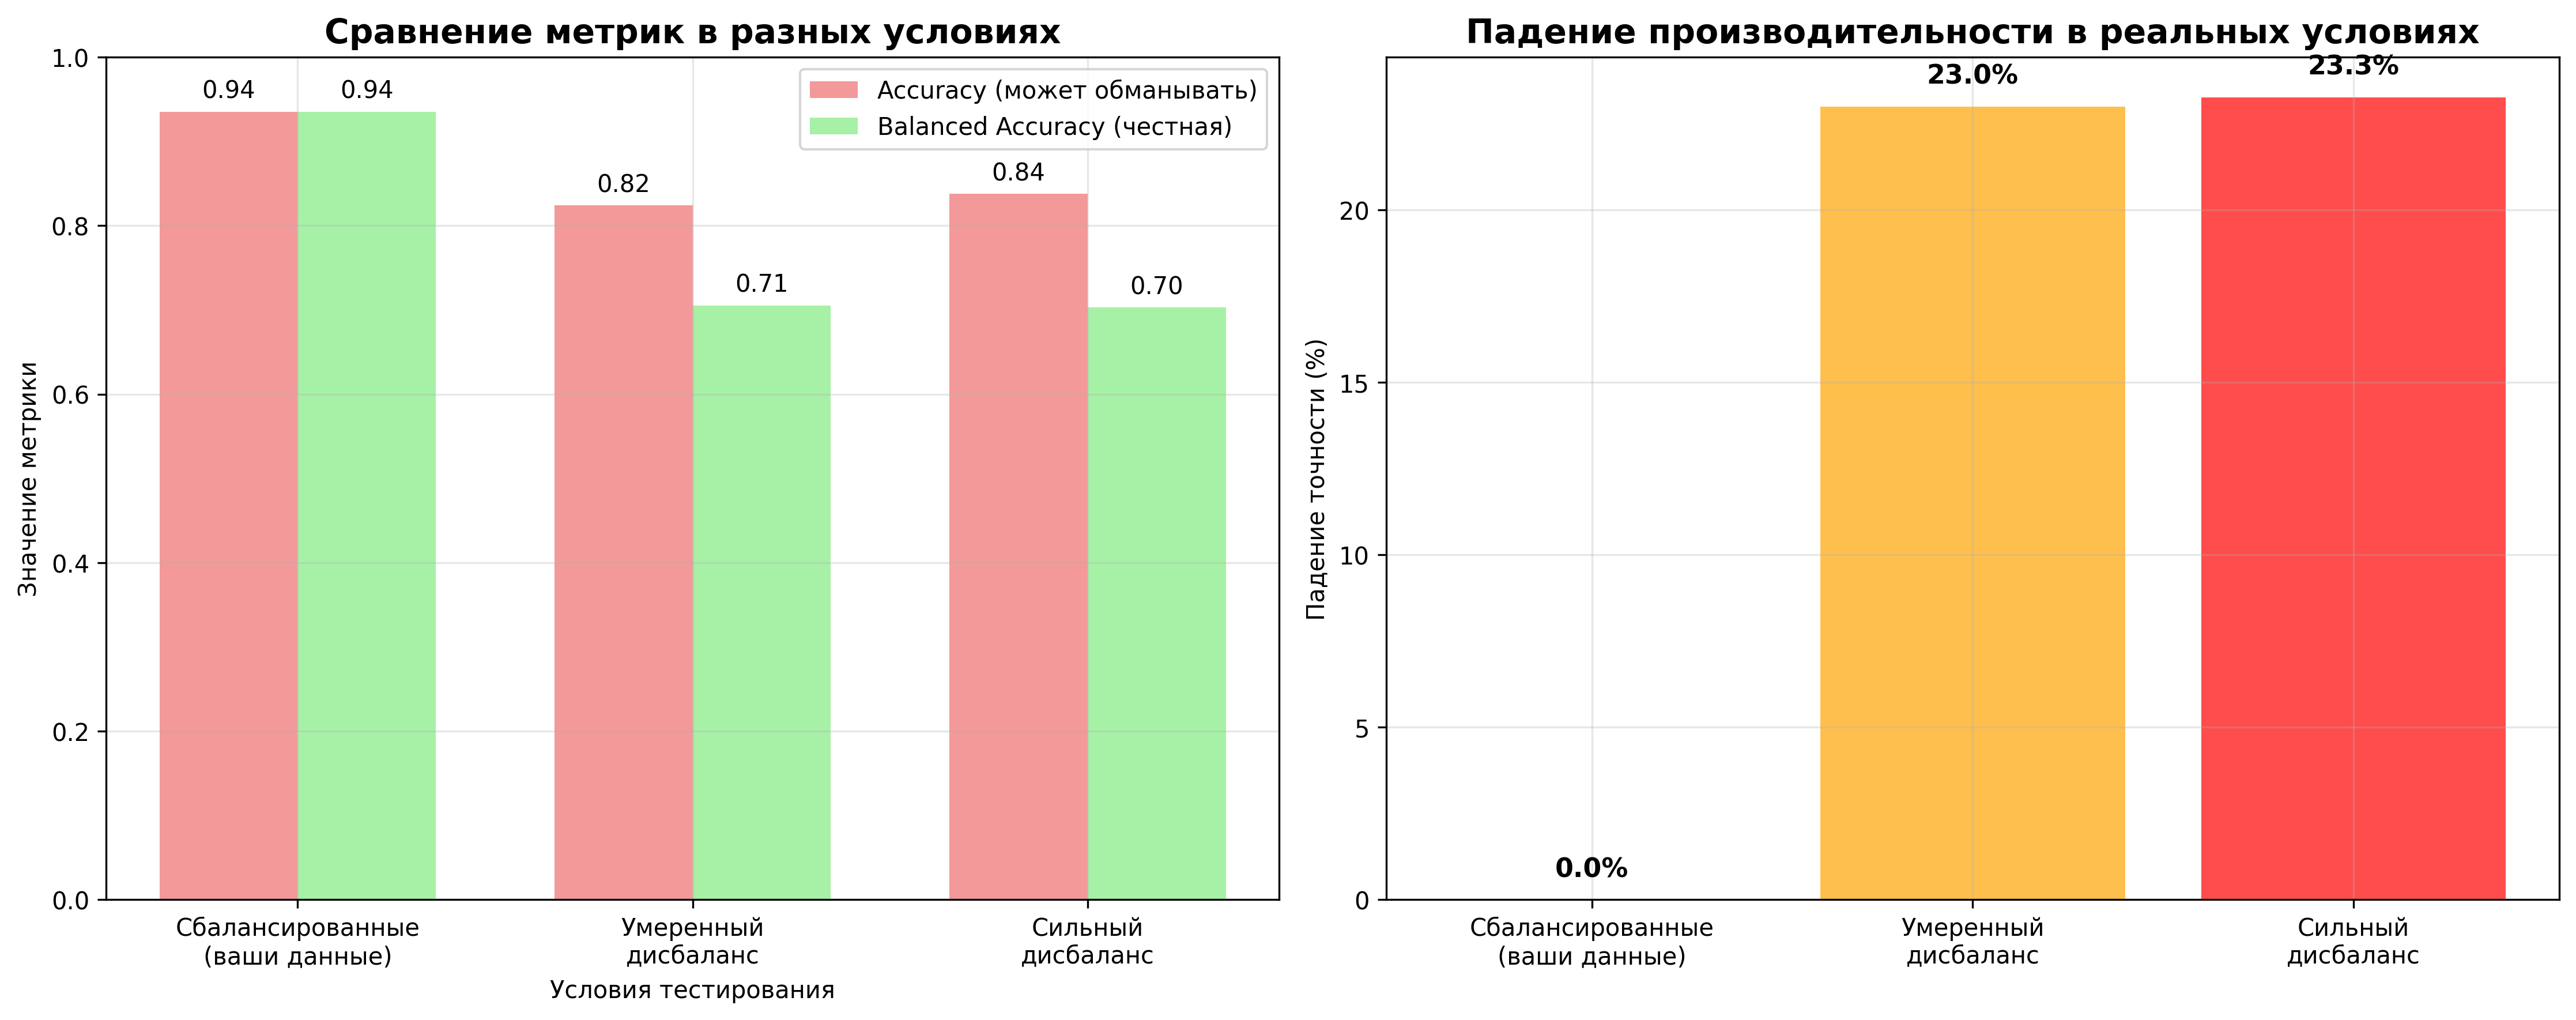 Сравнение метрик в разных условиях
Значение метрики
1.0
0.8
0.6
0.4
0.2
0.0
0.94
0.94
0.82
0.71
0.84
0.70
Accuracy (может обманывать)
Balanced Accuracy (честная)
Сбалансированные
(ваши данные)
Умеренный
дисбаланс
Сильный
дисбаланс
Условия тестирования
Падение производительности в реальных условиях
Падение точности (%)
20
15
10
5
0
0.0%
23.0%
23.3%
Сбалансированные
(ваши данные)
Умеренный
дисбаланс
Сильный
дисбаланс